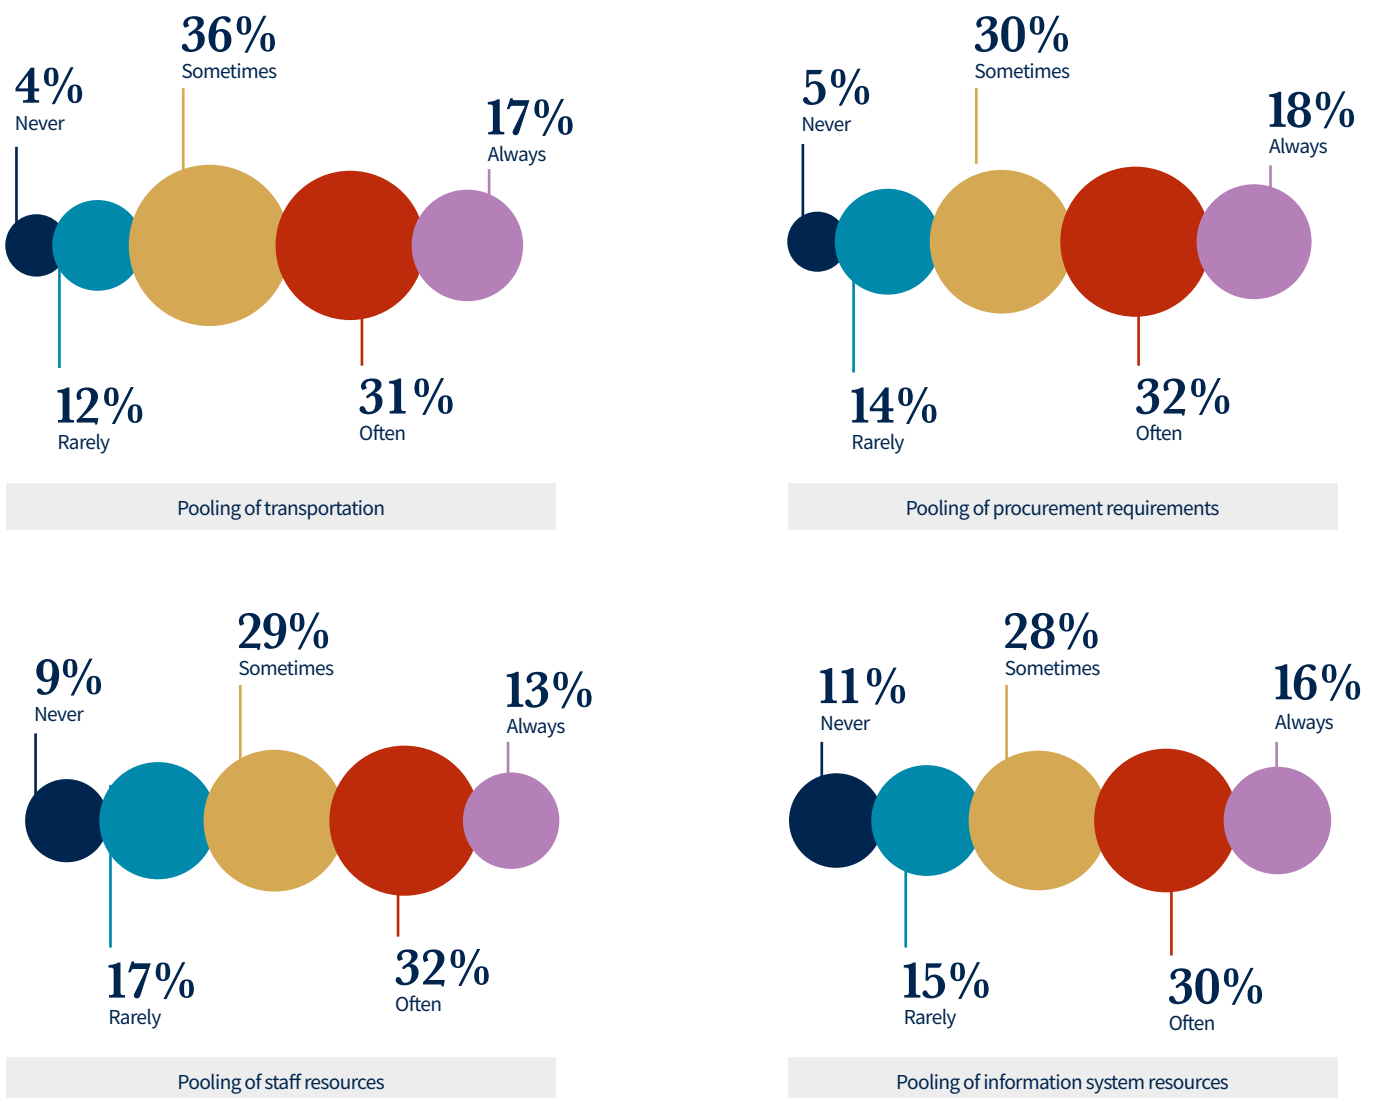 36%
Sometimes
4%
Never
17%
Always
12%
Rarely
31%
Often
Pooling of transportation
30%
Sometimes
5%
Never
18%
Always
14%
Rarely
32%
Often
Pooling of procurement requirements
29%
Sometimes
9%
Never
13%
Always
17%
Rarely
32%
Often
Pooling of staff resources
28%
Sometimes
11%
Never
16%
Always
15%
Rarely
30%
Often
Pooling of information system resources